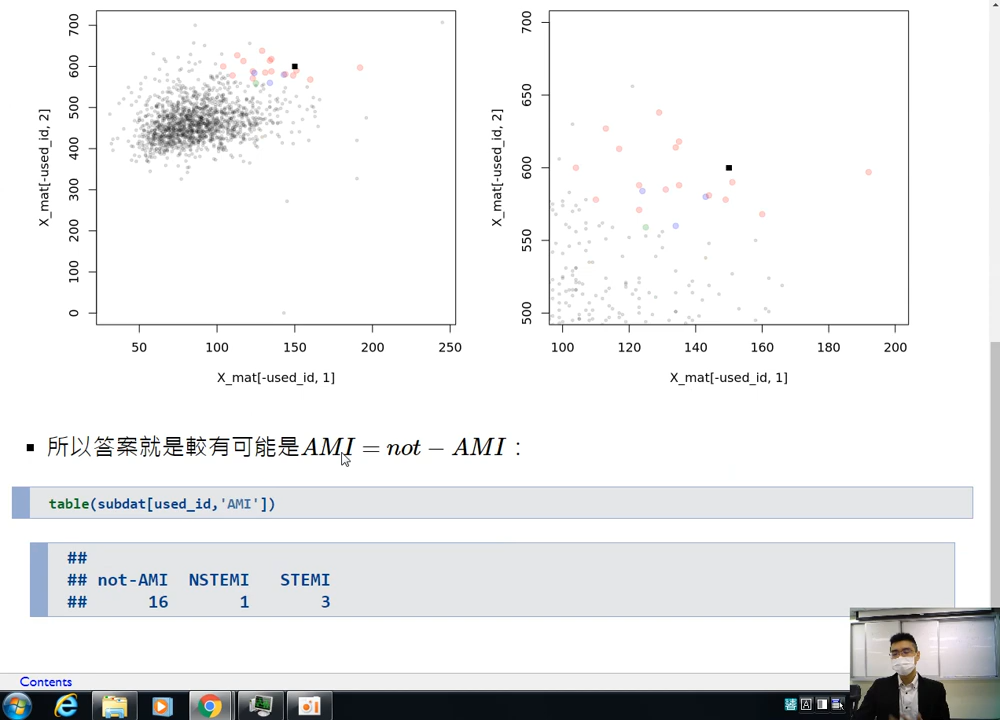 700
600
500
400
300
200
100
0
X_mat[-used_id, 2]
50 100 150 200 250
X_mat[-used_id, 1]
700
650
600
550
500
X_mat[-used_id, 2]
100 120 140 160 180 200
X_mat[-used_id, 1]
所以答案就是較有可能是AMI = not − AMI：
table(subdat[used_id,'AMI'])
##
## not-AMI NSTEMI STEMI
## 16 1 3
Contents